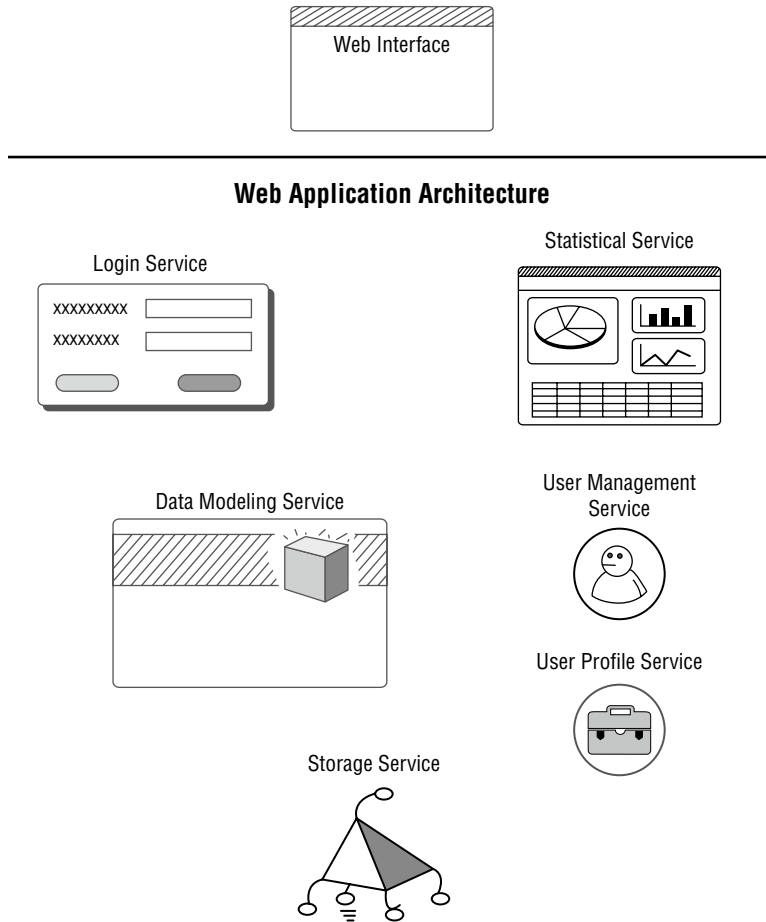 Web Interface
Web Application Architecture
Statistical Service
Login Service
xxxxxxxxx
xxxxxxxx
User Management
Service
Data Modeling Service
User Profile Service
Storage Service